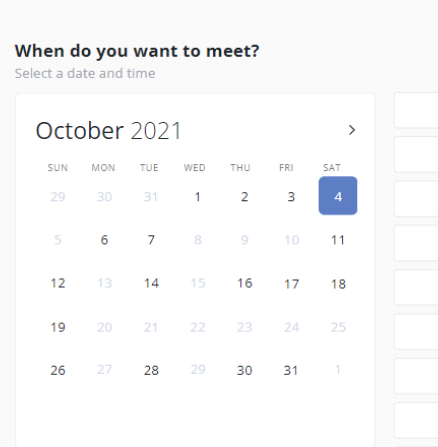 When do you want to meet?
Select a date and time
October 2021 >
SUN MON TUE WED THU FRI SAT
29 30 31 1 2 3 4
5 6 7 8 9 10 11
12 13 14 15 16 17 18
19 20 21 22 23 24 25
26 27 28 29 30 31 1